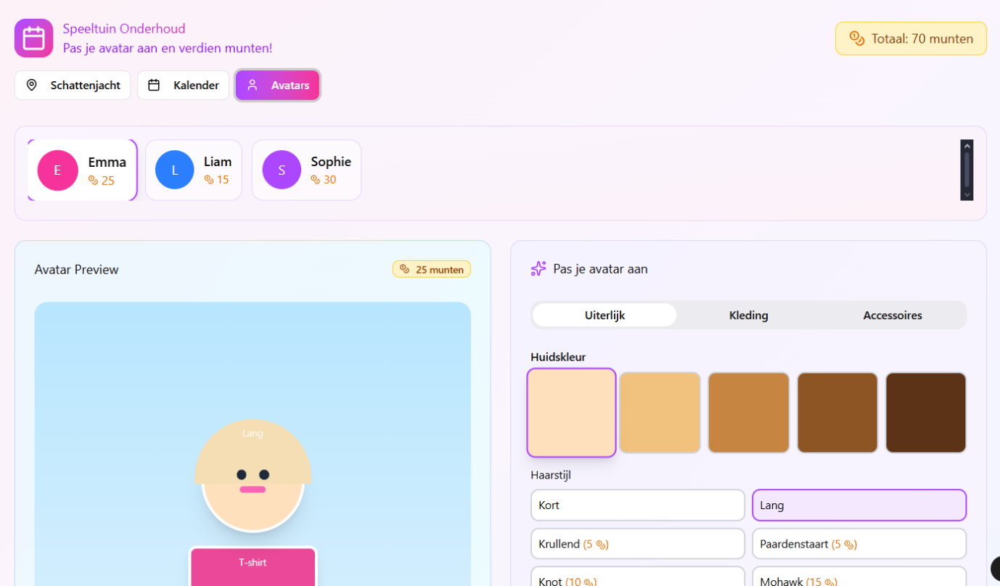 Speeltuin Onderhoud
Pas je avatar aan en verdien munten!
Totaal: 70 munten
Schattenjacht
Kalender
Avatars
E
Emma
25
L
Liam
15
S
Sophie
30
Avatar Preview
25 munten
Lang
T-shirt
Pas je avatar aan
Uiterlijk
Kleding
Accessoires
Huidskleur
Haarstijl
Kort
Lang
Krullend (5)
Paardenstaart (5)
Knot (10)
Mohawk (15)